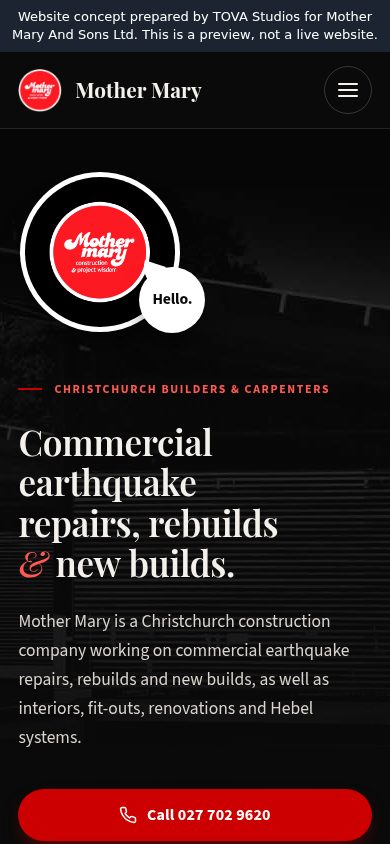 Website concept prepared by TOVA Studios for Mother
Mary And Sons Ltd. This is a preview, not a live website.
Mother Mary
Mother
mary
construction
& project wisdom
Hello.
CHRISTCHURCH BUILDERS & CARPENTERS
Commercial
earthquake
repairs, rebuilds
& new builds.
Mother Mary is a Christchurch construction
company working on commercial earthquake
repairs, rebuilds and new builds, as well as
interiors, fit-outs, renovations and Hebel
systems.
Call 027 702 9620